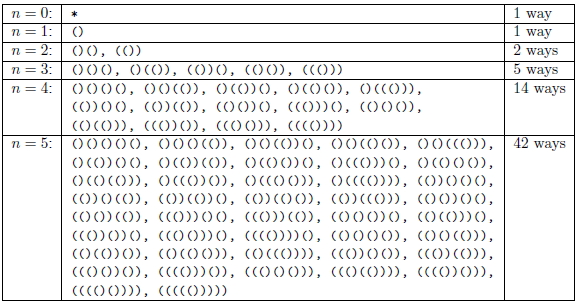 n = 0: * 1 way
n = 1: () 1 way
n = 2: ()(), (()) 2 ways
n = 3: ()()(), ()(()), (())(), (()()), ((())) 5 ways
n = 4: ()()()(), ()()(()), ()(())(), ()(()()), ()((())), 14 ways
(())()(), (())(()), (()())(), ((()))(), (()()()),
(()(())), ((())()), ((()())), (((())))
n = 5: ()()()()(), ()()()(()), ()()(())(), ()()(()()), ()()((())), 42 ways
()(())()(), ()(())(()), ()(()())(), ()((()))(), ()(()()()),
()(()(())), ()((())()), ()((()())), ()(((()))), (())()()(),
(())()(()), (())(())(), (())(()()), (())((())), (()())()(),
(()())(()), ((()))()(), ((()))(()), (()()())(), (()(()))(),
((())())(), ((()()))(), (((())))(), (()()()()), (()()(())),
(()(())()), (()(()())), (()((()))), ((())()()), ((())(())),
((()())()), (((()))()), ((()()())), ((()(()))), (((())())),
(((()()))), ((((()))))